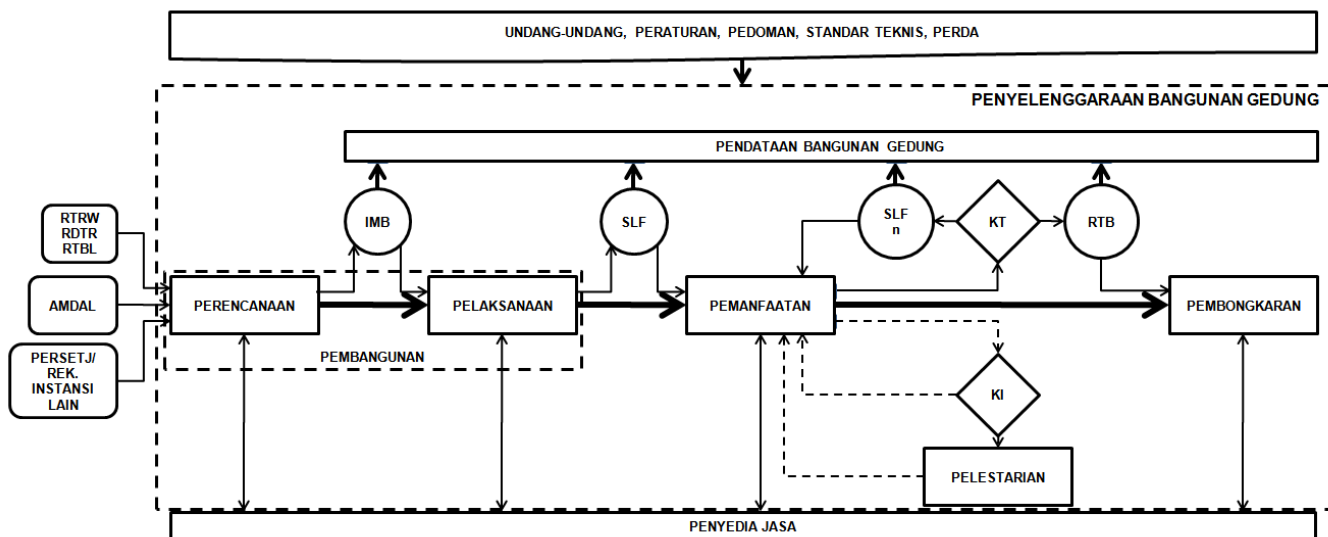 UNDANG-UNDANG, PERATURAN, PEDOMAN, STANDAR TEKNIS, PERDA
PENYELENGGARAAN BANGUNAN GEDUNG
PENDATAAN BANGUNAN GEDUNG
RTRW
RDTR
RTBL
IMB
SLF
SLF
n
KT
RTB
AMDAL
PERENCANAAN
PELAKSANAAN
PEMANFAATAN
PEMBONGKARAN
PERSETJ/
REK.
INSTANSI
LAIN
PEMBANGUNAN
KI
PELESTARIAN
PENYEDIA JASA